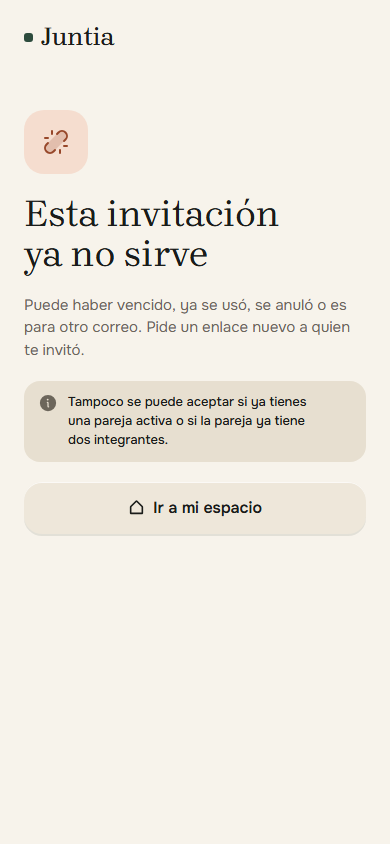 Juntia
Esta invitación
ya no sirve
Puede haber vencido, ya se usó, se anuló o es
para otro correo. Pide un enlace nuevo a quien
te invitó.
Tampoco se puede aceptar si ya tienes
una pareja activa o si la pareja ya tiene
dos integrantes.
Ir a mi espacio